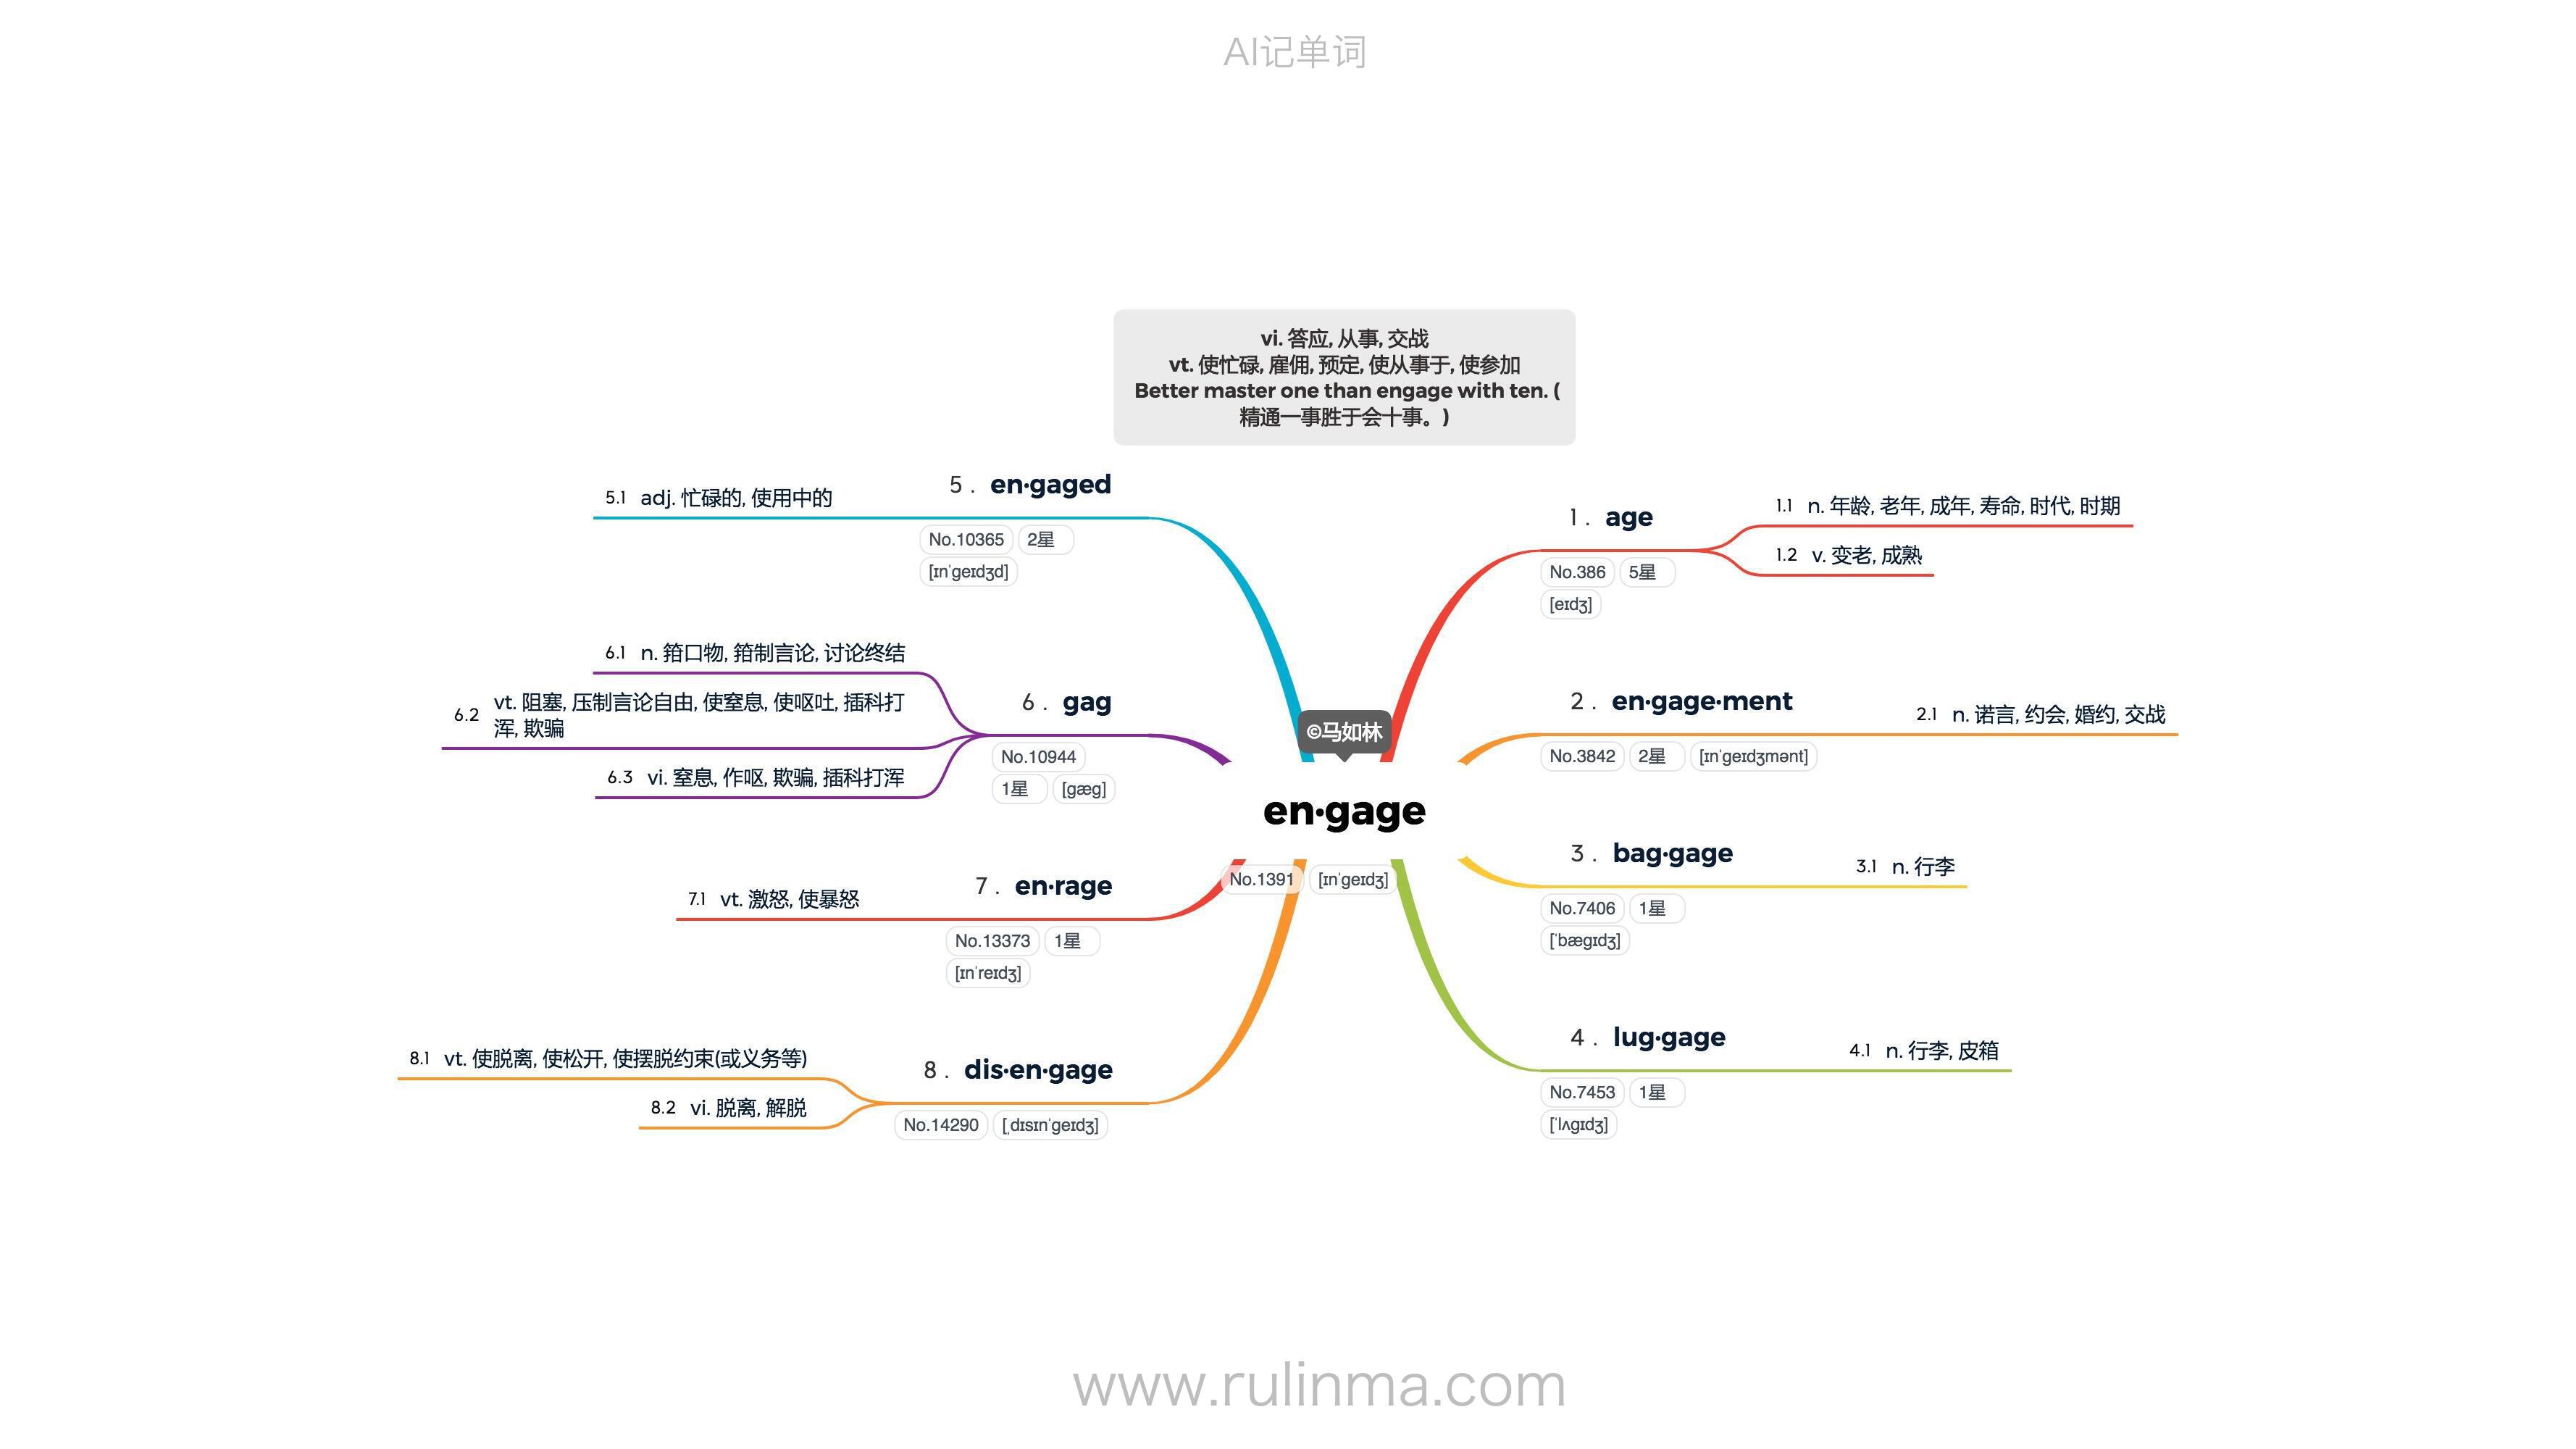 AI记单词
vi. 答应, 从事, 交战
vt. 使忙碌, 雇佣, 预定, 使从事于, 使参加
Better master one than engage with ten. (
精通一事胜于会十事。)
©马如林
en·gage
No.1391 [ɪnˈgeɪdʒ]
1. age
No.386 5星
[eɪdʒ]
1.1 n. 年龄, 老年, 成年, 寿命, 时代, 时期
1.2 v. 变老, 成熟
2. en·gage·ment
No.3842 2星 [ɪnˈgeɪdʒmənt]
2.1 n. 诺言, 约会, 婚约, 交战
3. bag·gage
No.7406 1星
[ˈbægɪdʒ]
3.1 n. 行李
4. lug·gage
No.7453 1星
[ˈlʌgɪdʒ]
4.1 n. 行李, 皮箱
5. en·gaged
No.10365 2星
[ɪnˈgeɪdʒd]
5.1 adj. 忙碌的, 使用中的
6. gag
No.10944
1星 [gæg]
6.1 n. 箝口物, 箝制言论, 讨论终结
6.2 vt. 阻塞, 压制言论自由, 使窒息, 使呕吐, 插科打
浑, 欺骗
6.3 vi. 窒息, 作呕, 欺骗, 插科打浑
7. en·rage
No.13373 1星
[ɪnˈreɪdʒ]
7.1 vt. 激怒, 使暴怒
8. dis·en·gage
No.14290 [ˌdɪsɪnˈgeɪdʒ]
8.1 vt. 使脱离, 使松开, 使摆脱约束(或义务等)
8.2 vi. 脱离, 解脱
www.rulinma.com